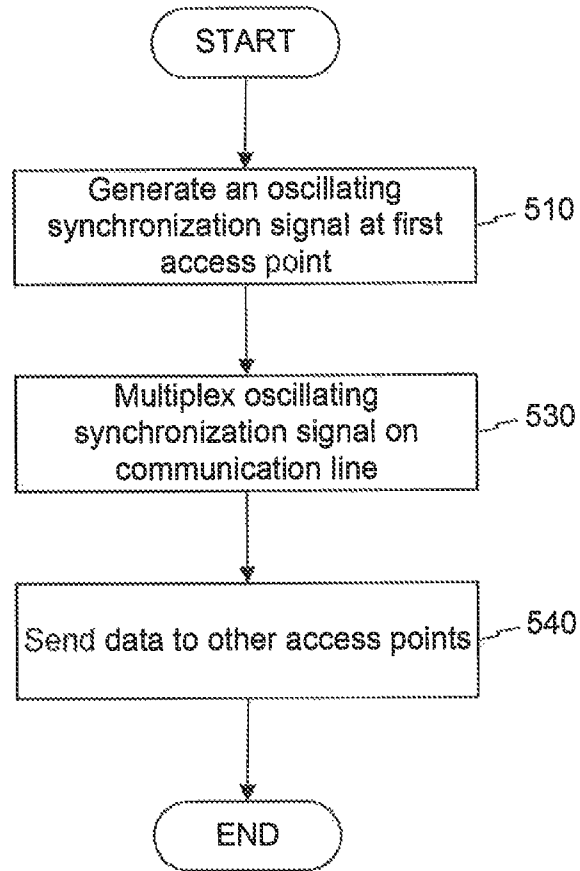 START
Generate an oscillating
synchronization signal at first
access point
510
Multiplex oscillating
synchronization signal on
communication line
530
Send data to other access points
540
END